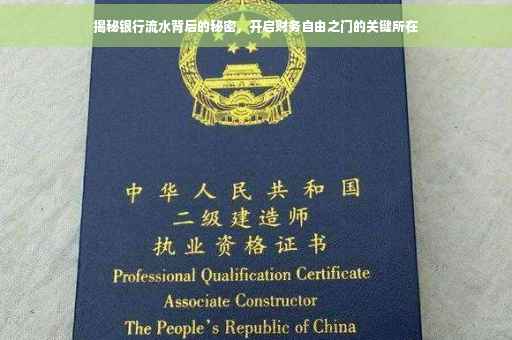 揭秘银行流水背后的秘密，开启财务自由之门的关键所在
中华人民共和国
二级建造师
执业资格证书
Professional Qualification Certificate
Associate Constructor
The People's Republic of China